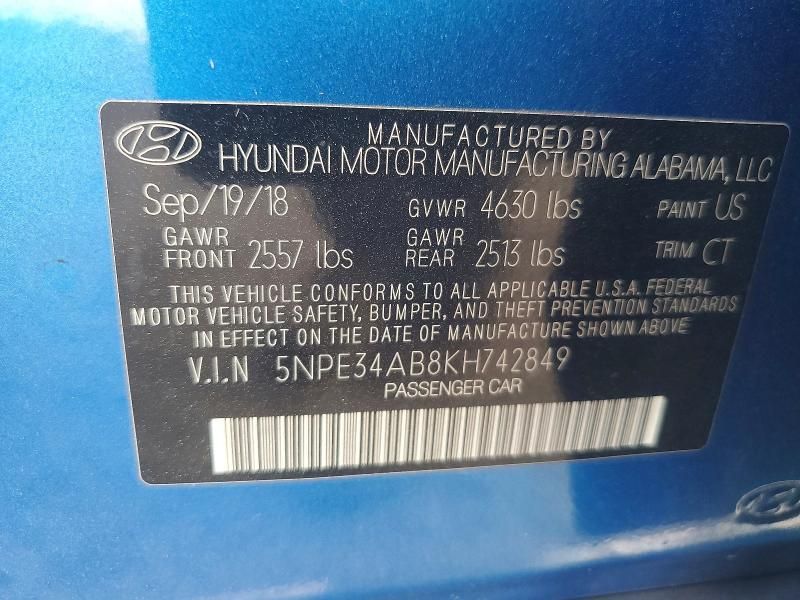 MANUFACTURED BY
HYUNDAI MOTOR MANUFACTURING ALABAMA, LLC
Sep/19/18 GVWR 4630 lbs PAINT US
GAWR FRONT 2557 lbs GAWR REAR 2513 lbs TRIM CT
THIS VEHICLE CONFORMS TO ALL APPLICABLE U.S.A. FEDERAL
MOTOR VEHICLE SAFETY, BUMPER, AND THEFT PREVENTION STANDARDS
IN EFFECT ON THE DATE OF MANUFACTURE SHOWN ABOVE
V.I.N 5NPE34AB8KH742849
PASSENGER CAR